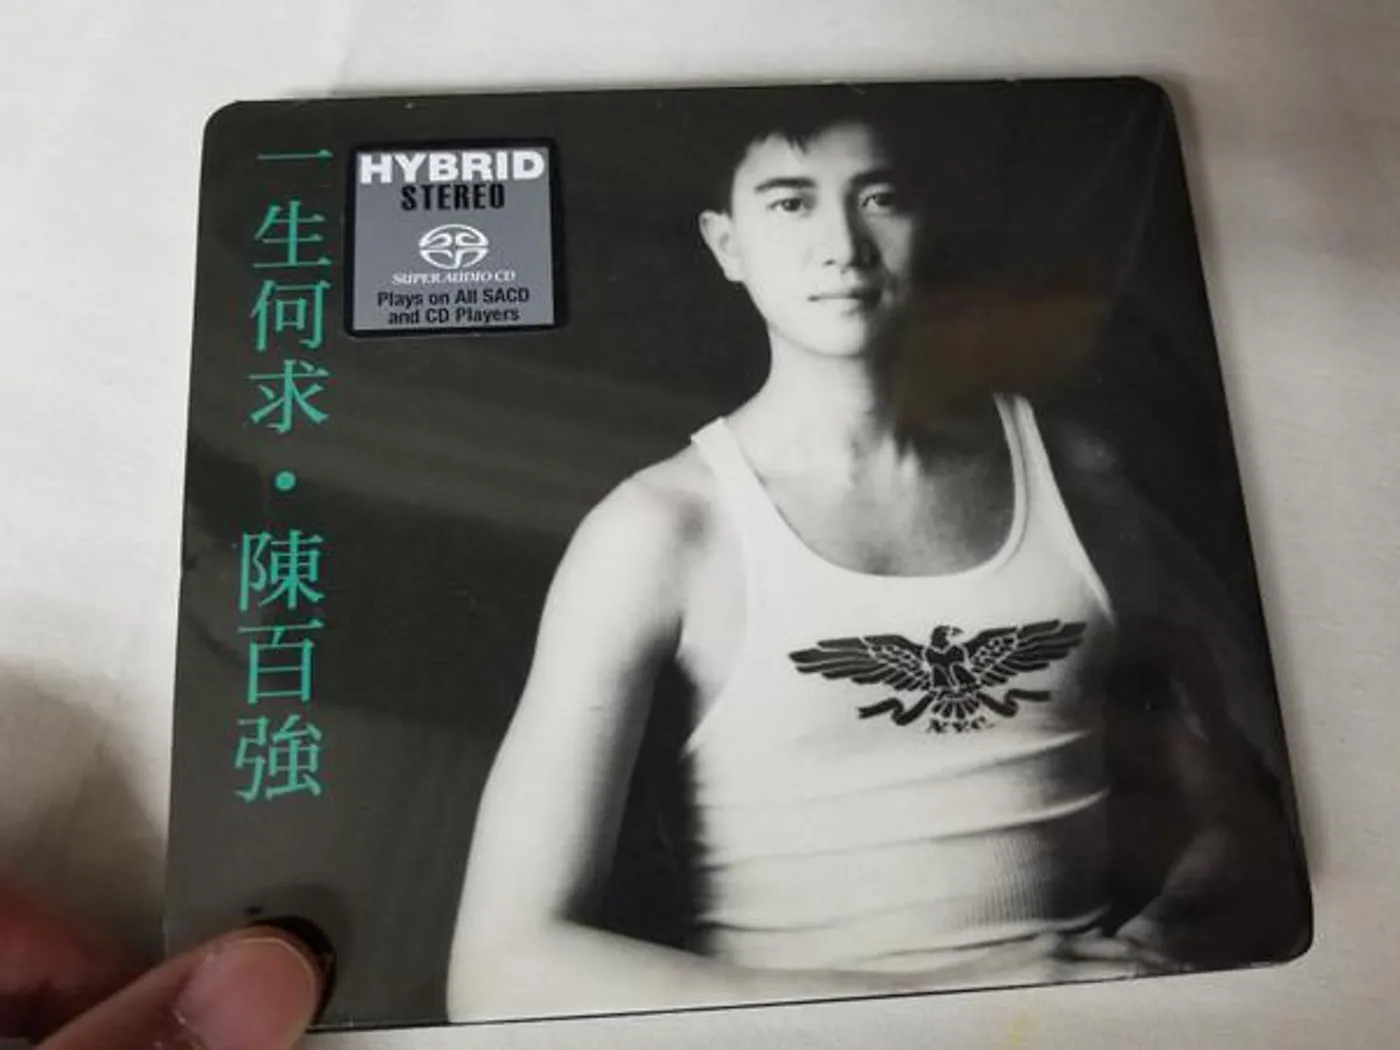 一生何求·陳百強
HYBRID
STEREO
SUPER AUDIO CD
Plays on All SACD
and CD Players